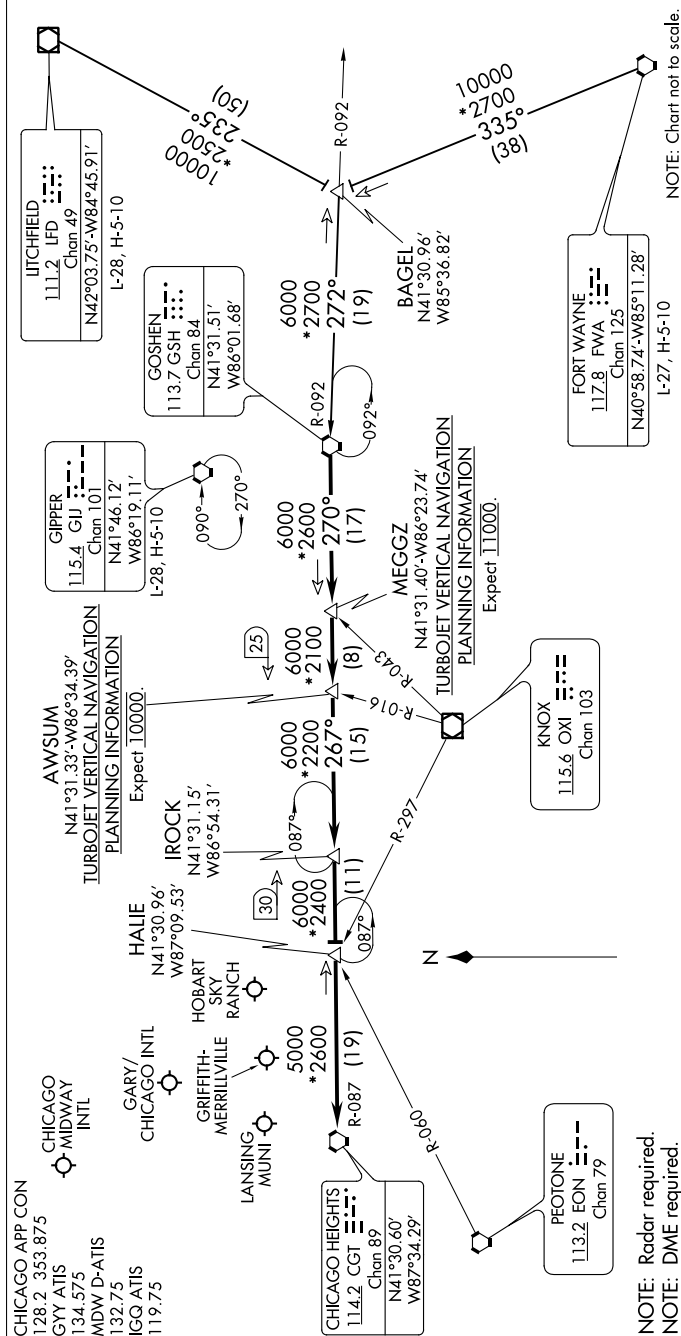 CHICAGO APP CON
128.2 353.875
GYY ATIS
134.575
MDW D-ATIS
132.75
IGQ ATIS
119.75
CHICAGO
MIDWAY
INTL
GARY/
CHICAGO INTL
GRIFFITH-
MERRILLVILLE
HOBART
SKY
RANCH
LANSING
MUNI
CHICAGO HEIGHTS
114.2 CGT
Chan 89
N41°30.60'
W87°34.29'
R-087
5000
*2600
(19)
HALIE
N41°30.96'
W87°09.53'
087°
30
6000
*2400
(11)
IROCK
N41°31.15'
W86°54.31'
087°
6000
*2200
267°
(15)
AWSUM
N41°31.33'-W86°34.39'
TURBOJET VERTICAL NAVIGATION
PLANNING INFORMATION
Expect 10000.
25
6000
*2100
(8)
MEGGZ
N41°31.40'-W86°23.74'
TURBOJET VERTICAL NAVIGATION
PLANNING INFORMATION
Expect 11000.
6000
*2600
270°
(17)
GIPPER
115.4 GIJ
Chan 101
N41°46.12'
W86°19.11'
L-28, H-5-10
090°
270°
GOSHEN
113.7 GSH
Chan 84
N41°31.51'
W86°01.68'
R-092
092°
6000
*2700
272°
(19)
BAGEL
N41°30.96'
W85°36.82'
R-092
LITCHFIELD
111.2 LFD
Chan 49
N42°03.75'-W84°45.91'
L-28, H-5-10
10000
*2500
235°
(50)
10000
*2700
335°
(38)
FORT WAYNE
117.8 FWA
Chan 125
N40°58.74'-W85°11.28'
L-27, H-5-10
KNOX
115.6 OXI
Chan 103
R-043
R-016
R-297
N
PEOTONE
113.2 EON
Chan 79
R-060
NOTE: Radar required.
NOTE: DME required.
NOTE: Chart not to scale.